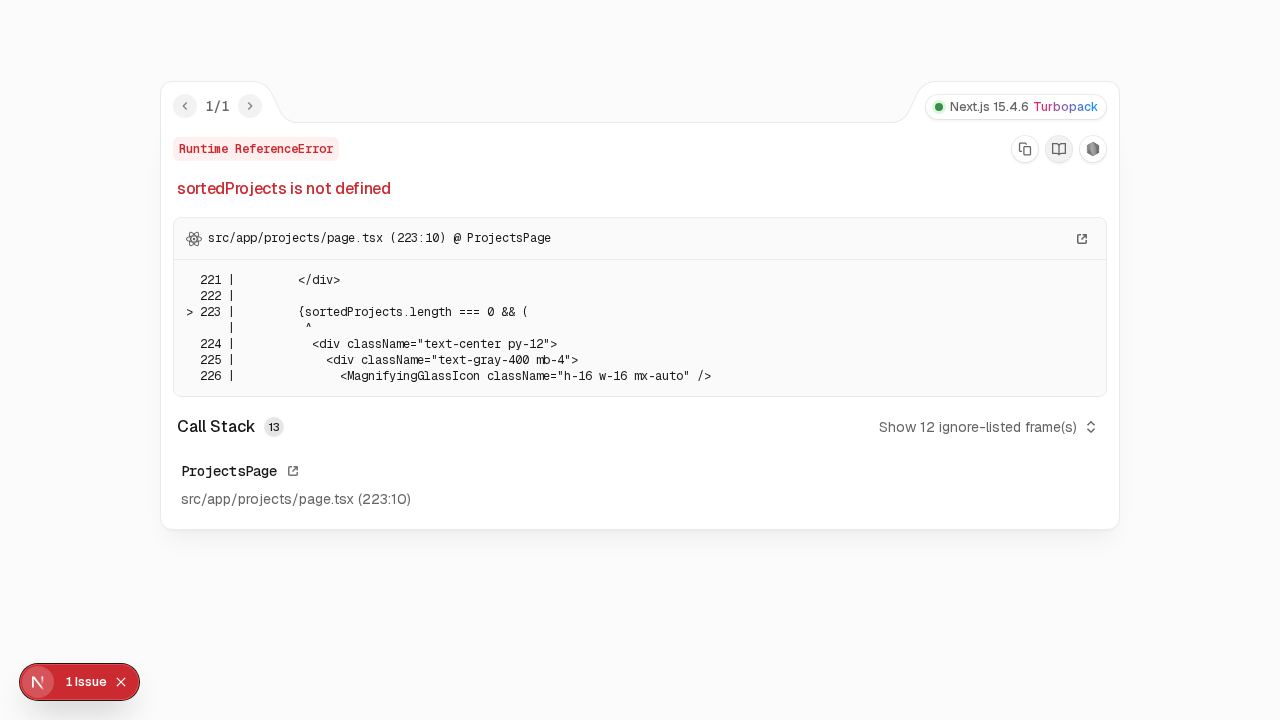 1/1
Next.js 15.4.6 Turbopack
Runtime ReferenceError
sortedProjects is not defined
src/app/projects/page.tsx (223:10) @ ProjectsPage
221 |         </div>
222 |
> 223 |         {sortedProjects.length === 0 && (
|          ^
224 |           <div className="text-center py-12">
225 |             <div className="text-gray-400 mb-4">
226 |               <MagnifyingGlassIcon className="h-16 w-16 mx-auto" />
Call Stack 13
Show 12 ignore-listed frame(s)
ProjectsPage
src/app/projects/page.tsx (223:10)
N 1 Issue